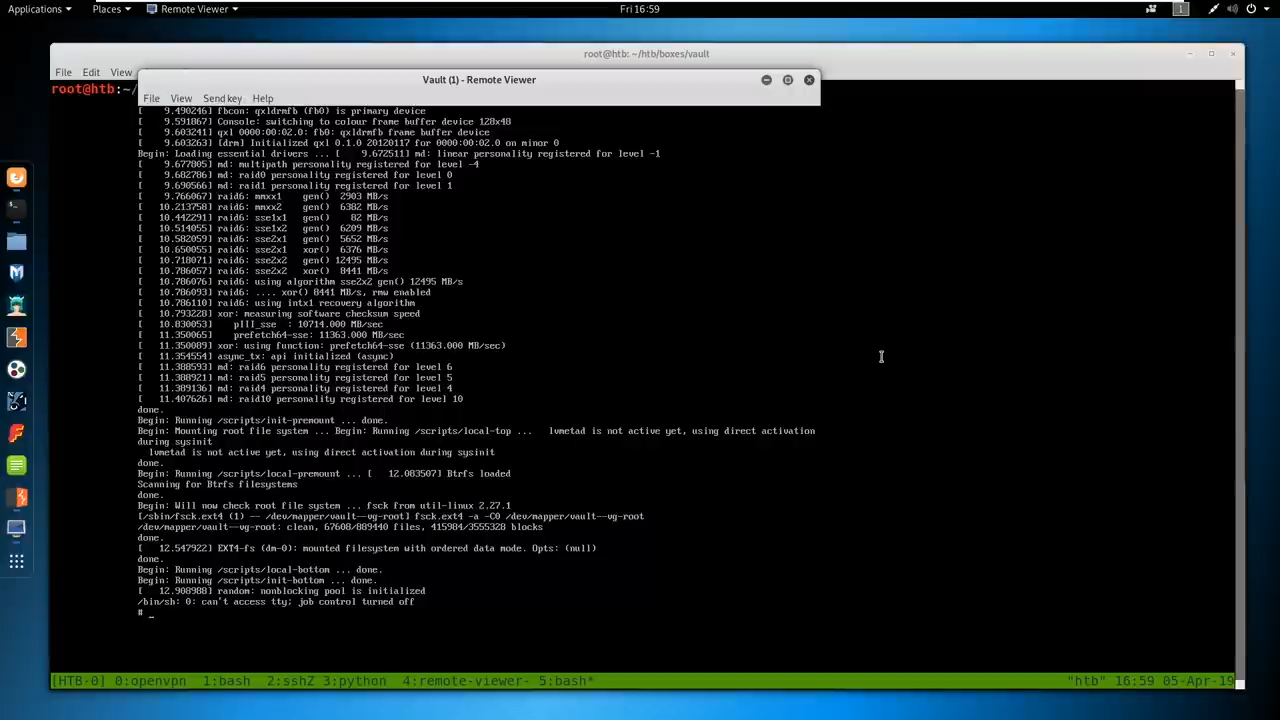 Applications Places Remote Viewer Fri 16:59 1
root@htb: ~/htb/boxes/vault
File Edit View
root@htb:~/
Vault (1) - Remote Viewer
File View Send key Help
[    9.490246] fbcon: qxldrmfb (fb0) is primary device
[    9.591867] Console: switching to colour frame buffer device 128x48
[    9.603241] qxl 0000:00:02.0: fb0: qxldrmfb frame buffer device
[    9.603263] [drm] Initialized qxl 0.1.0 20120117 for 0000:00:02.0 on minor 0
Begin: Loading essential drivers ... [    9.672511] md: linear personality registered for level -1
[    9.677805] md: multipath personality registered for level -4
[    9.682786] md: raid0 personality registered for level 0
[    9.690566] md: raid1 personality registered for level 1
[    9.766067] raid6: mmxx1    gen()  2903 MB/s
[   10.213758] raid6: mmxx2    gen()  6382 MB/s
[   10.442291] raid6: sse1x1   gen()    82 MB/s
[   10.514055] raid6: sse1x2   gen()  6209 MB/s
[   10.582059] raid6: sse2x1   gen()  5652 MB/s
[   10.650055] raid6: sse2x1   xor()  6376 MB/s
[   10.718071] raid6: sse2x2   gen() 12495 MB/s
[   10.786057] raid6: sse2x2   xor()  8441 MB/s
[   10.786076] raid6: using algorithm sse2x2 gen() 12495 MB/s
[   10.786093] raid6: .... xor() 8441 MB/s, rmw enabled
[   10.786110] raid6: using intx1 recovery algorithm
[   10.793228] xor: measuring software checksum speed
[   10.830053]    pIII_sse  : 10714.000 MB/sec
[   11.350065]    prefetch64-sse: 11363.000 MB/sec
[   11.350089] xor: using function: prefetch64-sse (11363.000 MB/sec)
[   11.354554] async_tx: api initialized (async)
[   11.388593] md: raid6 personality registered for level 6
[   11.388921] md: raid5 personality registered for level 5
[   11.389136] md: raid4 personality registered for level 4
[   11.407626] md: raid10 personality registered for level 10
done.
Begin: Running /scripts/init-premount ... done.
Begin: Mounting root file system ... Begin: Running /scripts/local-top ...   lvmetad is not active yet, using direct activation
during sysinit
  lvmetad is not active yet, using direct activation during sysinit
done.
Begin: Running /scripts/local-premount ... [   12.083507] Btrfs loaded
Scanning for Btrfs filesystems
done.
Begin: Will now check root file system ... fsck from util-linux 2.27.1
[/sbin/fsck.ext4 (1) -- /dev/mapper/vault--vg-root] fsck.ext4 -a -C0 /dev/mapper/vault--vg-root
/dev/mapper/vault--vg-root: clean, 67608/889440 files, 415984/3555328 blocks
done.
[   12.547922] EXT4-fs (dm-0): mounted filesystem with ordered data mode. Opts: (null)
done.
Begin: Running /scripts/local-bottom ... done.
Begin: Running /scripts/init-bottom ... done.
[   12.908988] random: nonblocking pool is initialized
/bin/sh: 0: can't access tty; job control turned off
# _
[HTB-0] 0:openvpn  1:bash  2:sshZ 3:python  4:remote-viewer- 5:bash* "htb" 16:59 05-Apr-19